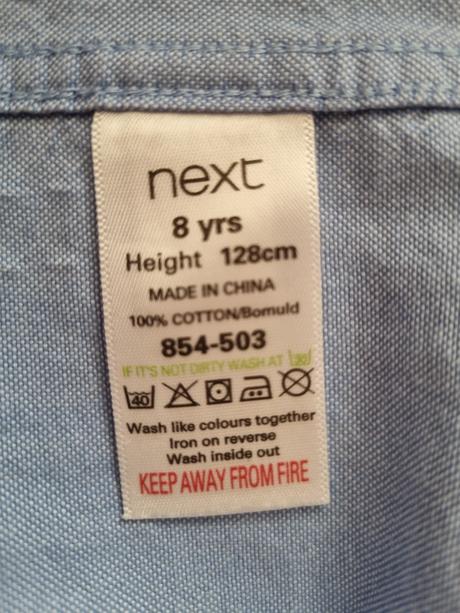 next
8 yrs
Height 128cm
MADE IN CHINA
100% COTTON/Bomuld
854-503
IF IT'S NOT DIRTY WASH AT 30
40
Wash like colours together
Iron on reverse
Wash inside out
KEEP AWAY FROM FIRE